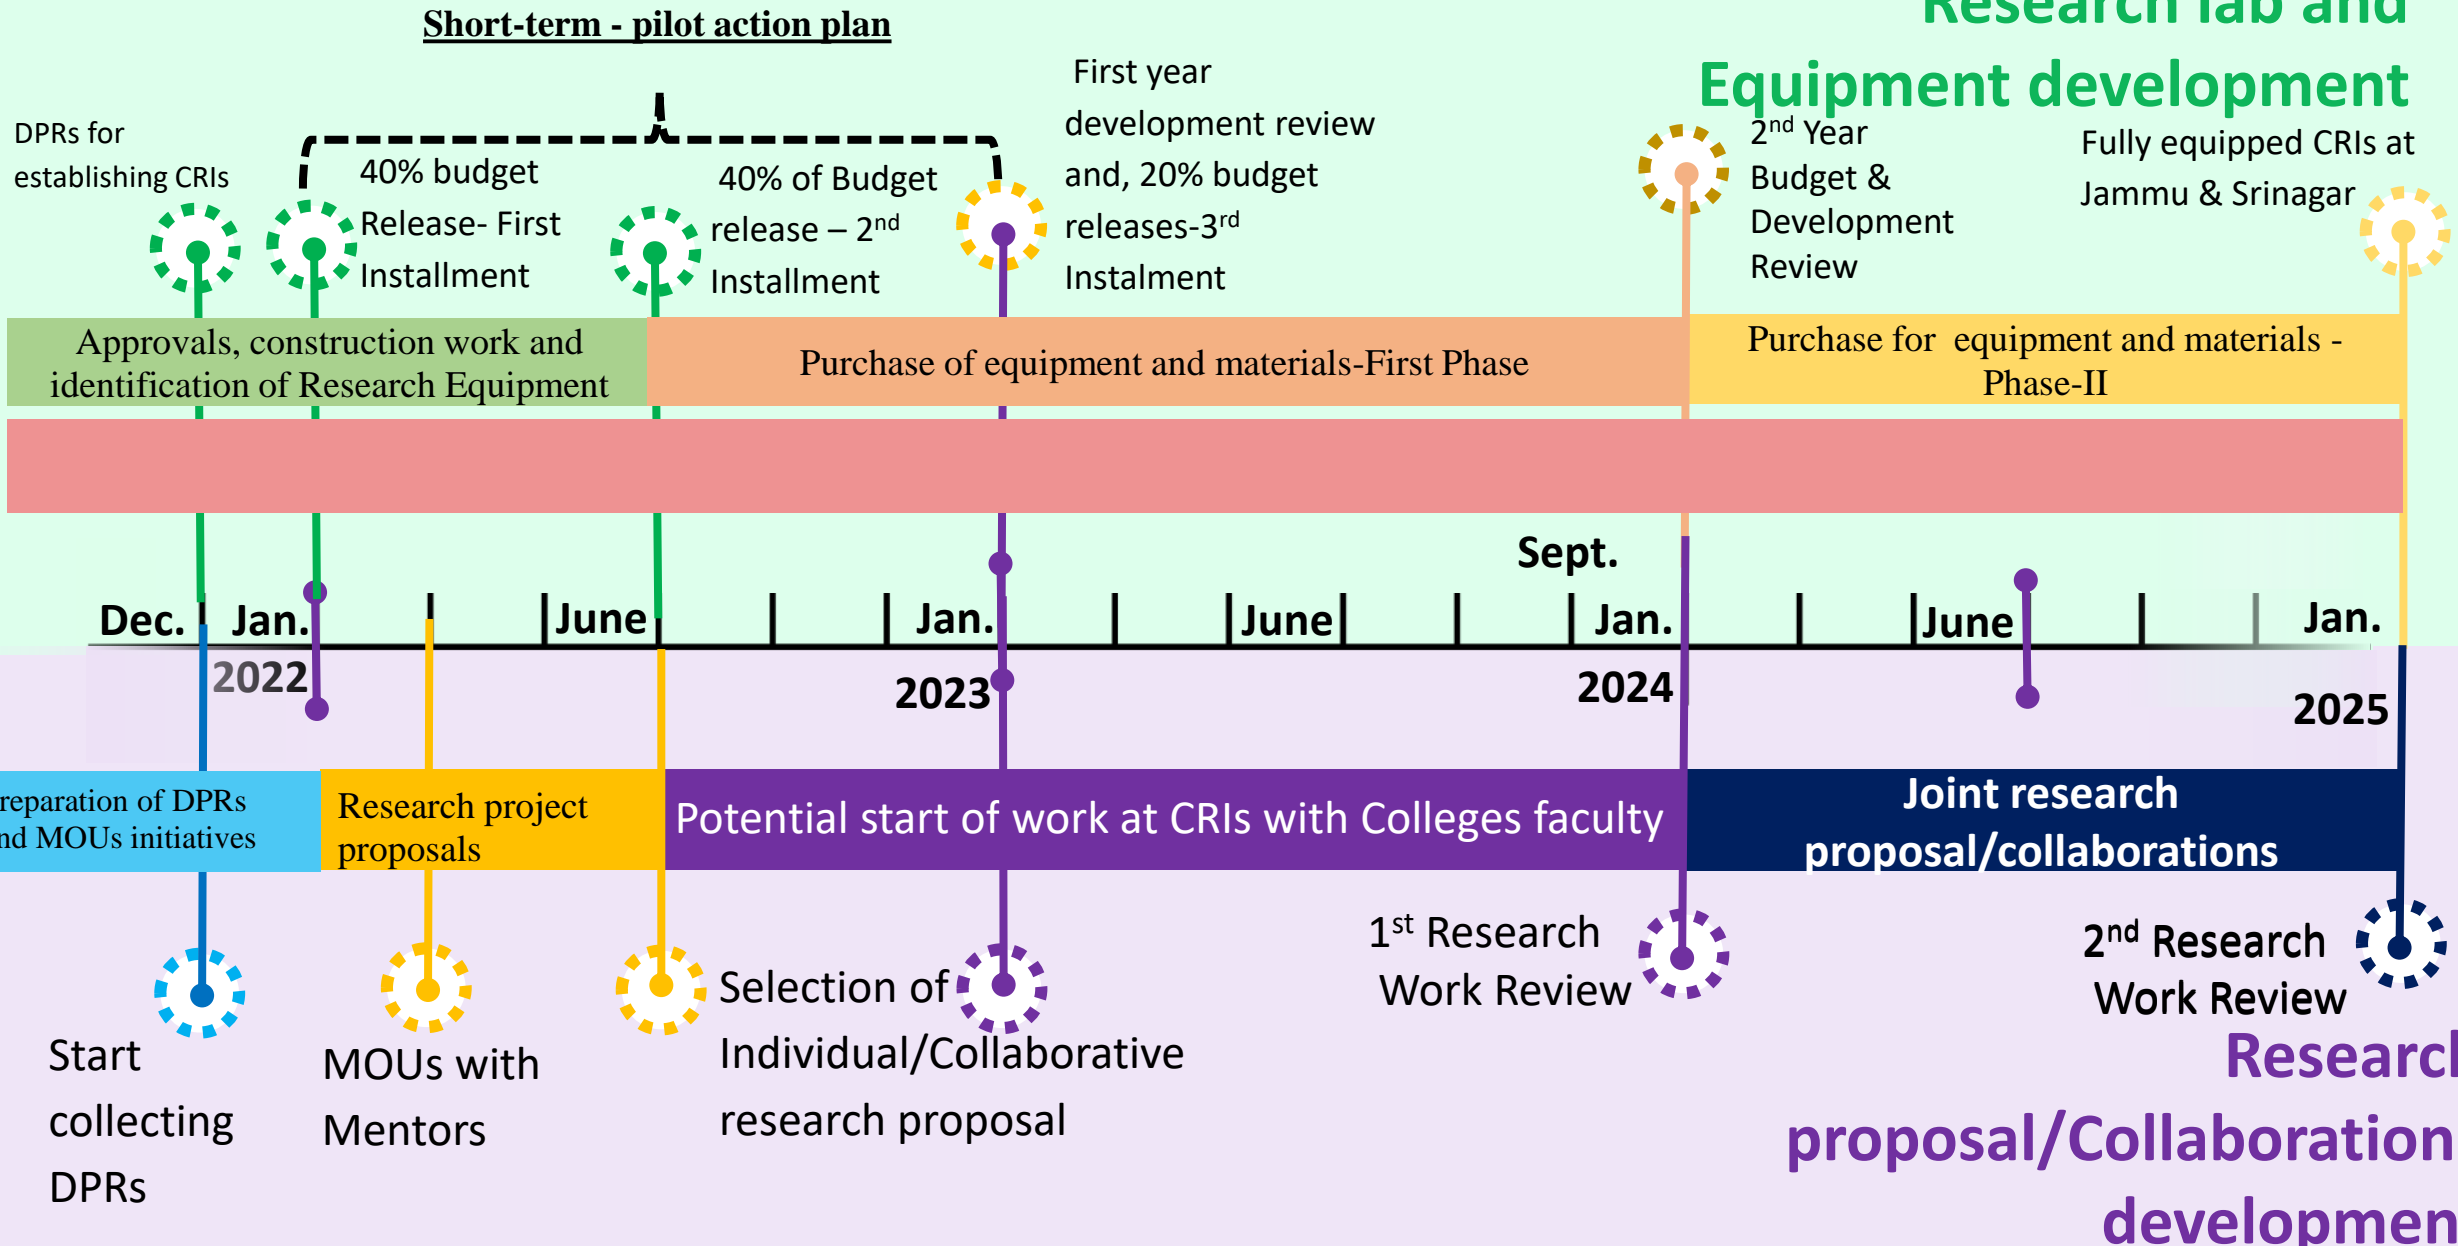 Short-term - pilot action plan
Research lab and
Equipment development
DPRs for
establishing CRIs
40% budget
Release- First
Installment
40% of Budget
release – 2nd
Installment
First year
development review
and, 20% budget
releases-3rd
Instalment
2nd Year
Budget &
Development
Review
Fully equipped CRIs at
Jammu & Srinagar
Approvals, construction work and
identification of Research Equipment
Purchase of equipment and materials-First Phase
Purchase for equipment and materials -
Phase-II
Sept.
Dec. Jan. June Jan. June Jan. June Jan.
2022 2023 2024 2025
reparation of DPRs
nd MOUs initiatives
Research project
proposals
Potential start of work at CRIs with Colleges faculty
Joint research
proposal/collaborations
Start
collecting
DPRs
MOUs with
Mentors
Selection of
Individual/Collaborative
research proposal
1st Research
Work Review
2nd Research
Work Review
Research
proposal/Collaboration
developmen